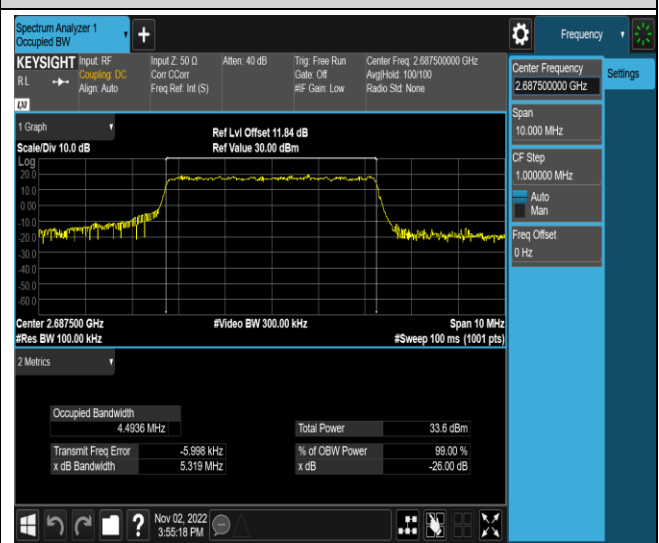 Spectrum Analyzer 1
Occupied BW
+
Frequency
KEYSIGHT Input: RF Input Z: 50 Ω Atten: 40 dB Trig: Free Run Center Freq: 2.687500000 GHz
RL Coupling: DC Corr CCorr Gate: Off Avg|Hold: 100/100
Align: Auto Freq Ref: Int (S) #IF Gain: Low Radio Std: None
LXI
Center Frequency
2.687500000 GHz
Settings
Span
10.000 MHz
CF Step
1.000000 MHz
Auto
Man
Freq Offset
0 Hz
1 Graph
Ref Lvl Offset 11.84 dB
Scale/Div 10.0 dB Ref Value 30.00 dBm
Log
20.0
10.0
0.00
-10.0
-20.0
-30.0
-40.0
-50.0
-60.0
Center 2.687500 GHz #Video BW 300.00 kHz Span 10 MHz
#Res BW 100.00 kHz #Sweep 100 ms (1001 pts)
2 Metrics
Occupied Bandwidth
4.4936 MHz
Total Power 33.6 dBm
Transmit Freq Error -5.998 kHz % of OBW Power 99.00 %
x dB Bandwidth 5.319 MHz x dB -26.00 dB
? Nov 02, 2022
3:55:18 PM